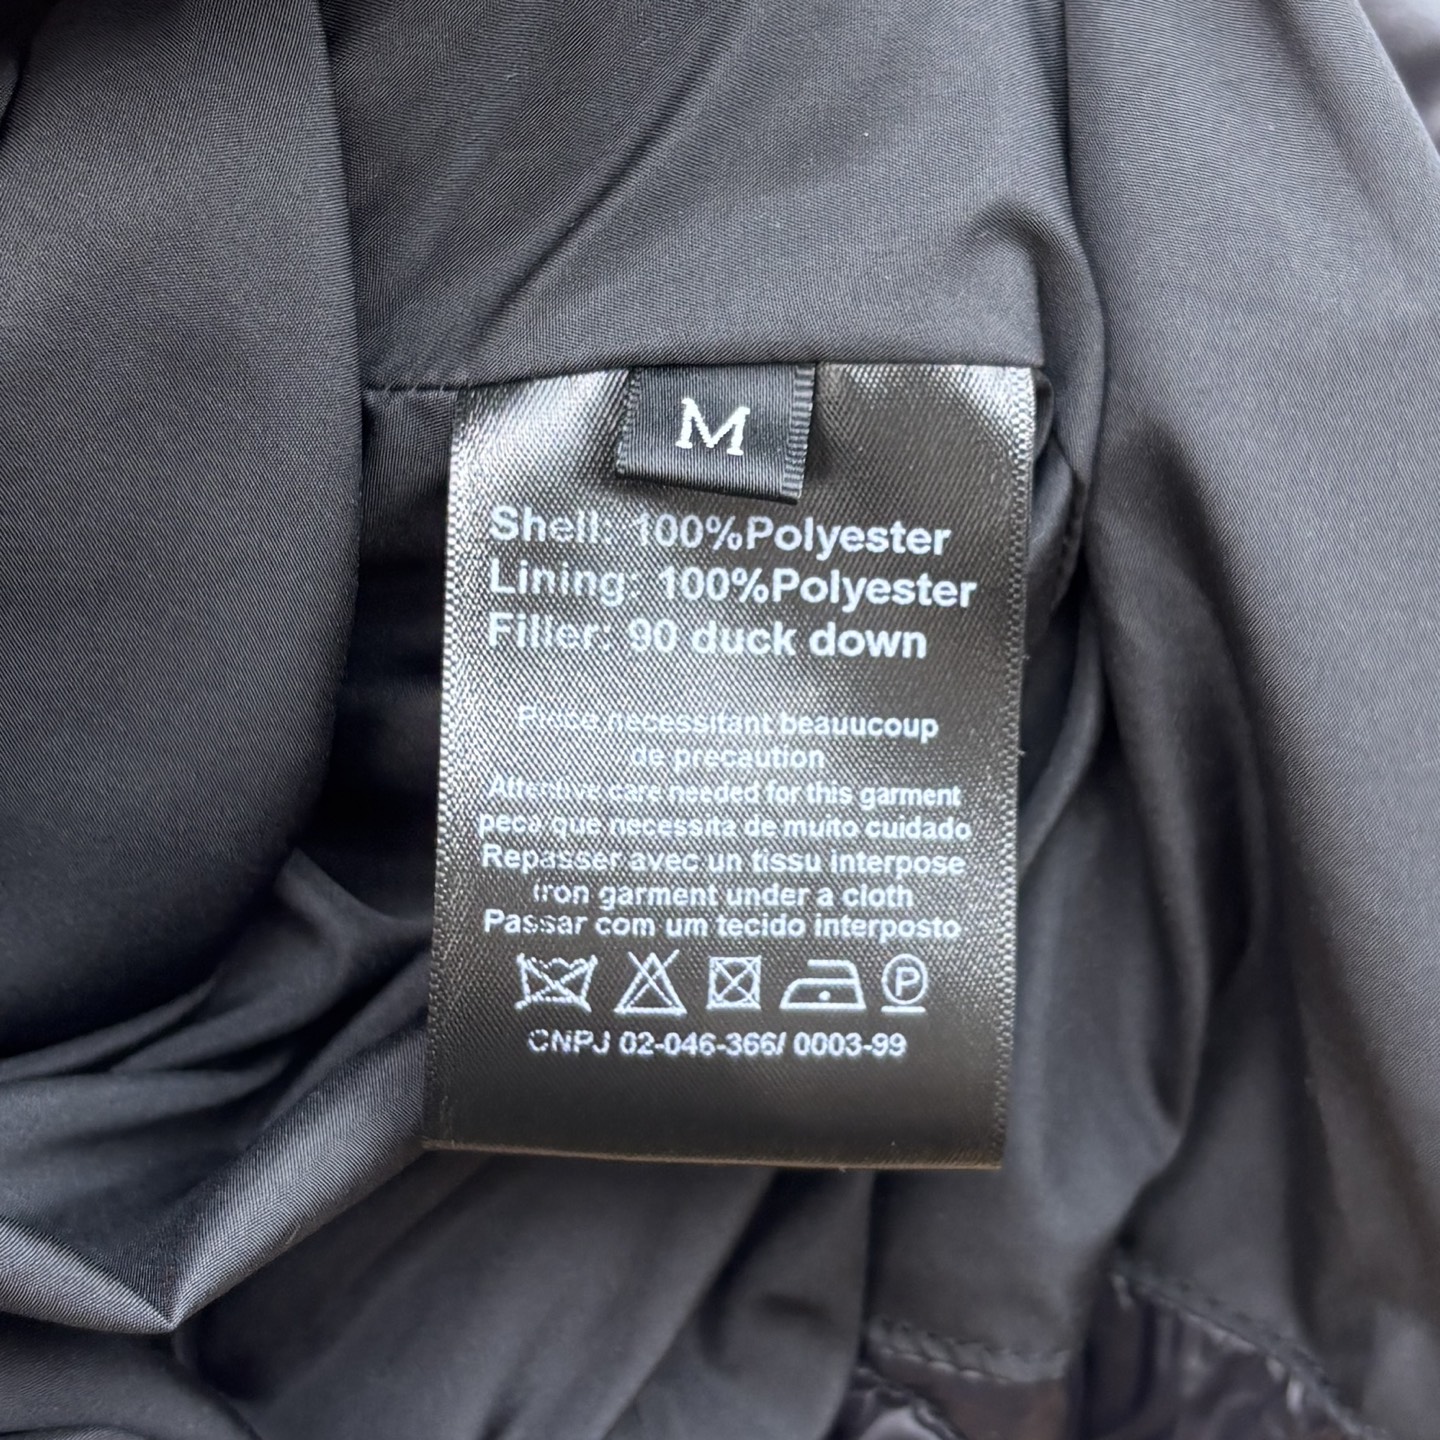 M
Shell: 100%Polyester
Lining: 100%Polyester
Filler: 90 duck down
Piece necessitant beauucoup
de precaution
Attentive care needed for this garment
peca que necessita de muito cuidado
Repasser avec un tissu interpose
Iron garment under a cloth
Passar com um tecido interposto
P
CNPJ 02-046-366/ 0003-99